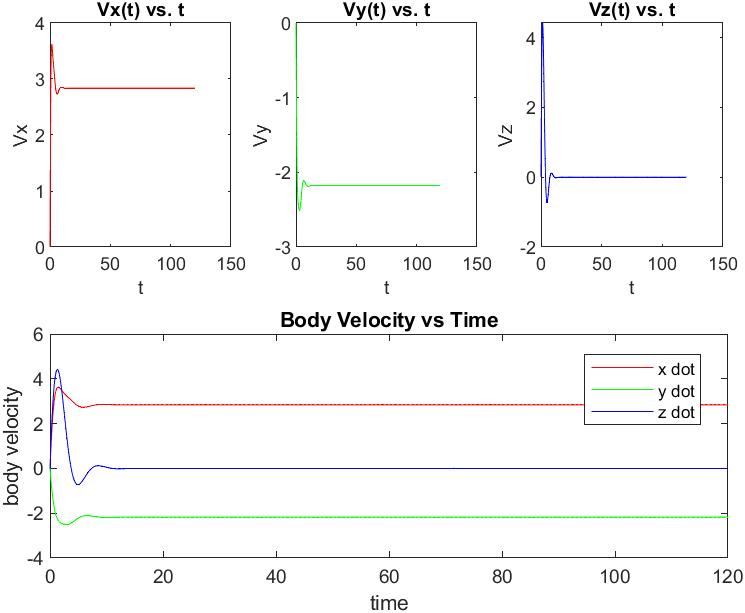 Vx(t) vs. t
Vx
4
3
2
1
0
0 50 100 150
t
Vy(t) vs. t
Vy
0
-1
-2
-3
0 50 100 150
t
Vz(t) vs. t
Vz
4
2
0
-2
0 50 100 150
t
Body Velocity vs Time
body velocity
6
4
2
0
-2
-4
x dot
y dot
z dot
0 20 40 60 80 100 120
time